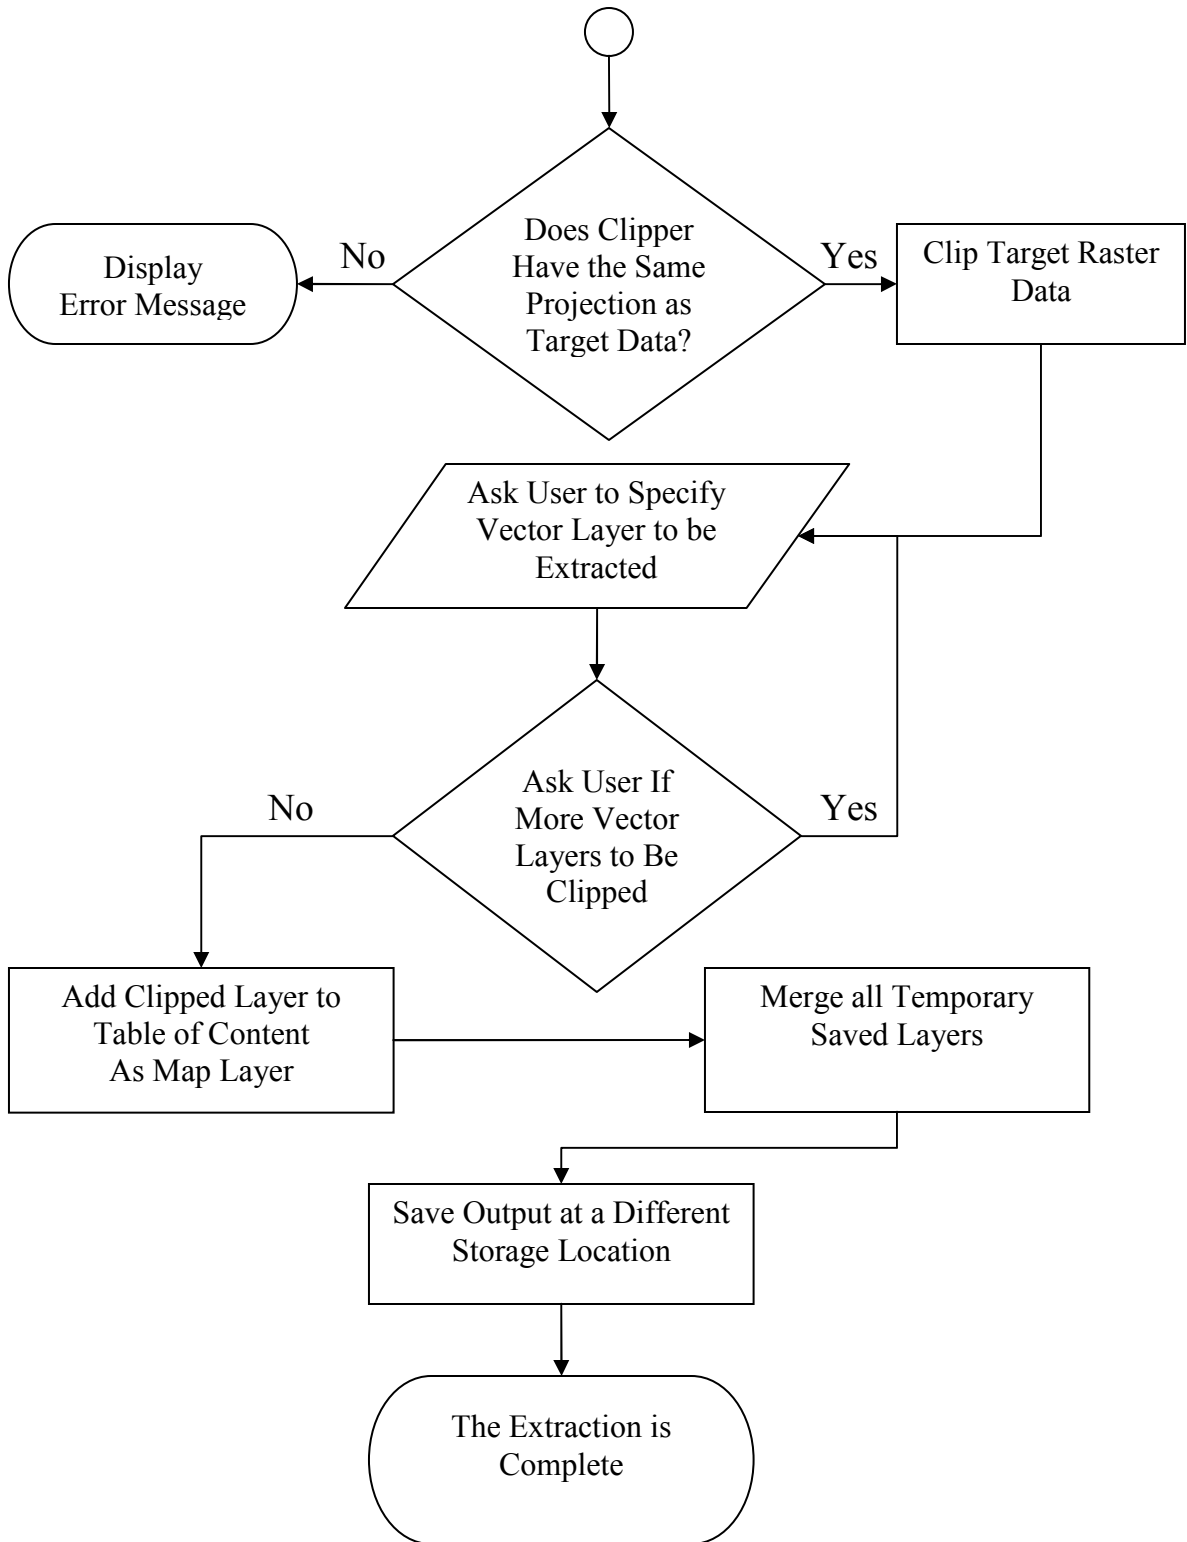 Does Clipper
Have the Same
Projection as
Target Data?
No
Yes
Display
Error Message
Clip Target Raster
Data
Ask User to Specify
Vector Layer to be
Extracted
Ask User If
More Vector
Layers to Be
Clipped
No
Yes
Add Clipped Layer to
Table of Content
As Map Layer
Merge all Temporary
Saved Layers
Save Output at a Different
Storage Location
The Extraction is
Complete